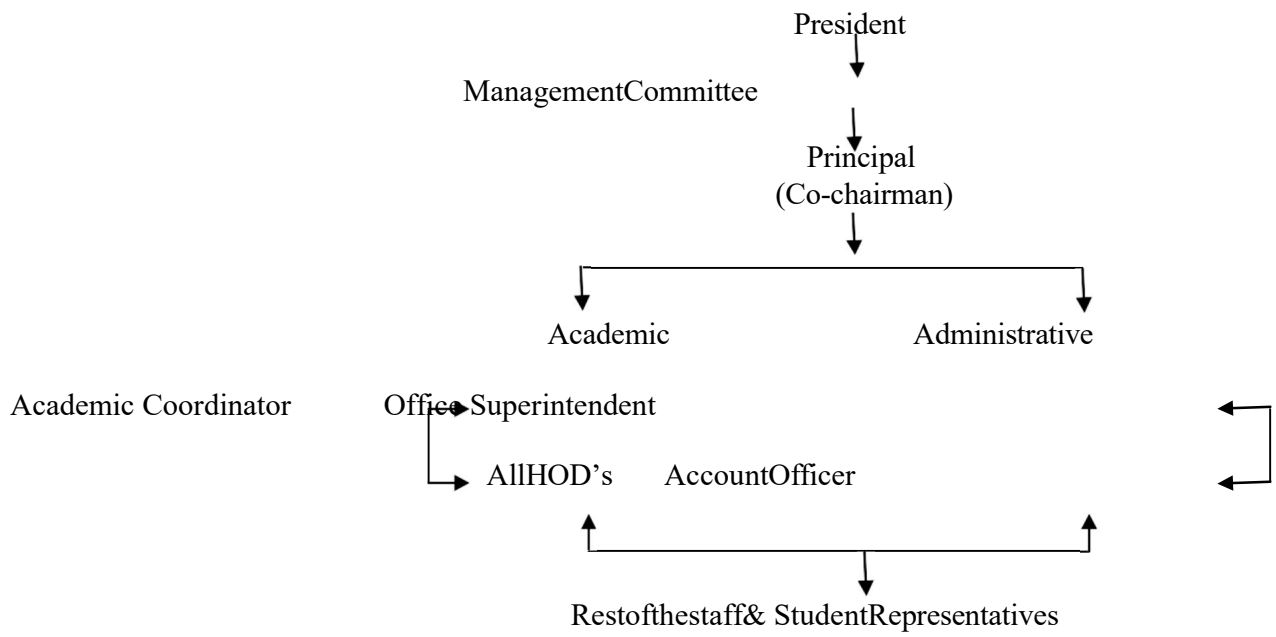 President
ManagementCommittee
Principal
(Co-chairman)
Academic Administrative
Academic Coordinator Office Superintendent
AllHOD’s AccountOfficer
Restofthestaff& StudentRepresentatives